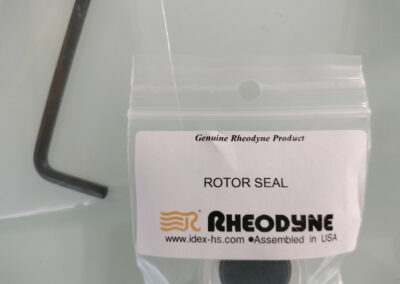 Genuine Rheodyne Product
ROTOR SEAL
RHEODYNE
www.idex-hs.com ●Assembled in USA